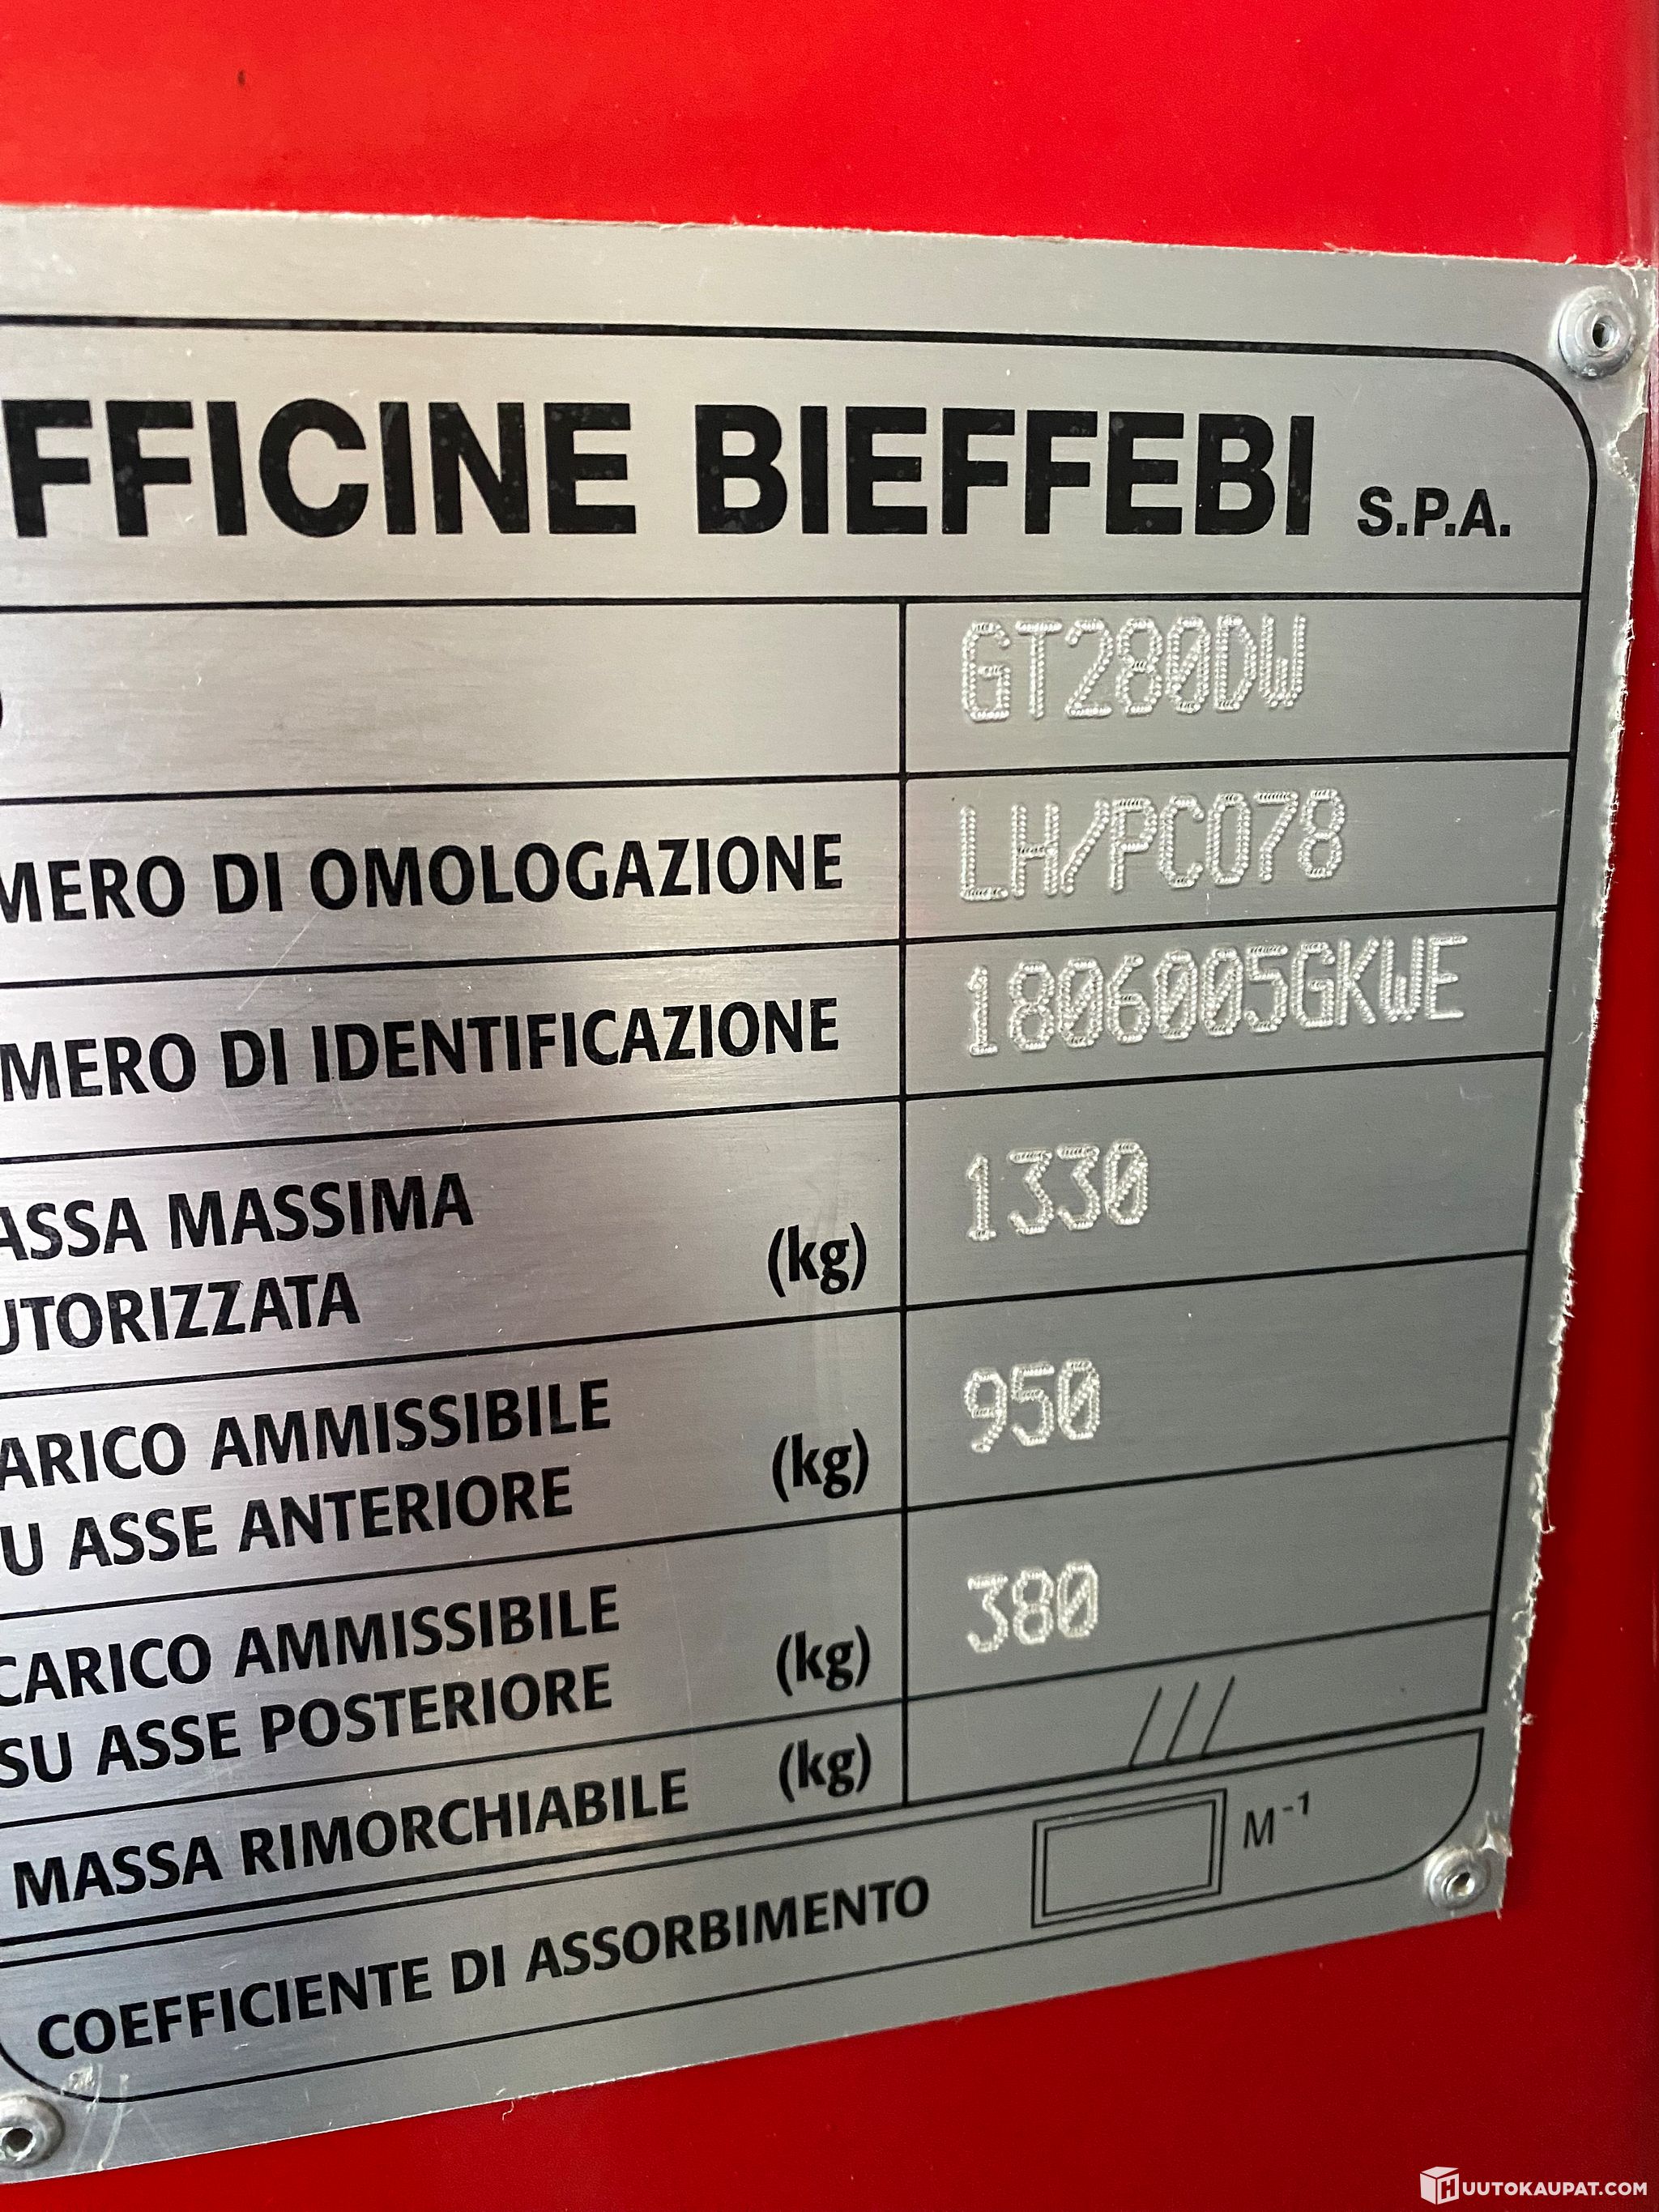 FFICINE BIEFFEBI S.P.A.
GT280DW
MERO DI OMOLOGAZIONE LH/PC078
MERO DI IDENTIFICAZIONE 1806005GKWE
ASSA MASSIMA
UTORIZZATA (kg) 1330
ARICO AMMISSIBILE
U ASSE ANTERIORE (kg) 950
CARICO AMMISSIBILE
SU ASSE POSTERIORE (kg) 380
MASSA RIMORCHIABILE (kg) ///
COEFFICIENTE DI ASSORBIMENTO M⁻¹
HUUTOKAUPAT.COM